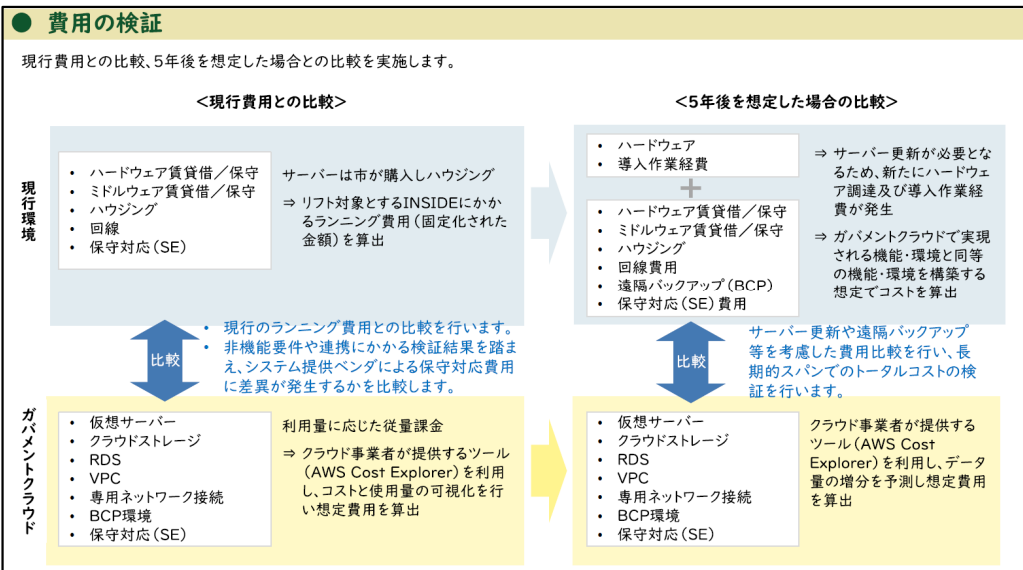 ● 費用の検証
現行費用との比較、5年後を想定した場合との比較を実施します。
＜現行費用との比較＞
＜5年後を想定した場合の比較＞
現行環境
• ハードウェア賃貸借／保守
• ミドルウェア賃貸借／保守
• ハウジング
• 回線
• 保守対応（SE）
サーバーは市が購入しハウジング
⇒ リフト対象とするINSIDEにかか
るランニング費用（固定化された
金額）を算出
• ハードウェア
• 導入作業経費
＋
• ハードウェア賃貸借／保守
• ミドルウェア賃貸借／保守
• ハウジング
• 回線費用
• 遠隔バックアップ（BCP）
• 保守対応（SE）費用
⇒ サーバー更新が必要とな
るため、新たにハードウェ
ア調達及び導入作業経
費が発生
⇒ ガバメントクラウドで実現
される機能・環境と同等
の機能・環境を構築する
想定でコストを算出
比較
• 現行のランニング費用との比較を行います。
• 非機能要件や連携にかかる検証結果を踏ま
え、システム提供ベンダによる保守対応費用
に差異が発生するかを比較します。
比較
サーバー更新や遠隔バックアップ
等を考慮した費用比較を行い、長
期的スパンでのトータルコストの検
証を行います。
ガバメントクラウド
• 仮想サーバー
• クラウドストレージ
• RDS
• VPC
• 専用ネットワーク接続
• BCP環境
• 保守対応（SE）
利用量に応じた従量課金
⇒ クラウド事業者が提供するツール
（AWS Cost Explorer）を利用
し、コストと使用量の可視化を行
い想定費用を算出
• 仮想サーバー
• クラウドストレージ
• RDS
• VPC
• 専用ネットワーク接続
• BCP環境
• 保守対応（SE）
クラウド事業者が提供する
ツール（AWS Cost
Explorer）を利用し、データ
量の増分を予測し想定費用
を算出